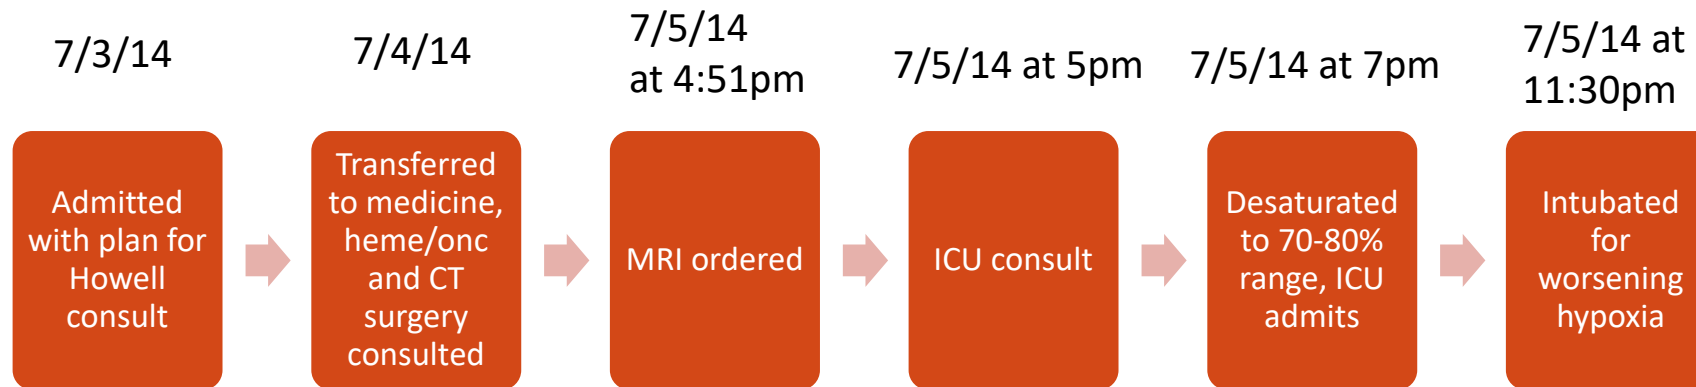 7/3/14
7/4/14
7/5/14
at 4:51pm
7/5/14 at 5pm
7/5/14 at 7pm
7/5/14 at
11:30pm
Admitted
with plan for
Howell
consult
Transferred
to medicine,
heme/onc
and CT
surgery
consulted
MRI ordered
ICU consult
Desaturated
to 70-80%
range, ICU
admits
Intubated
for
worsening
hypoxia